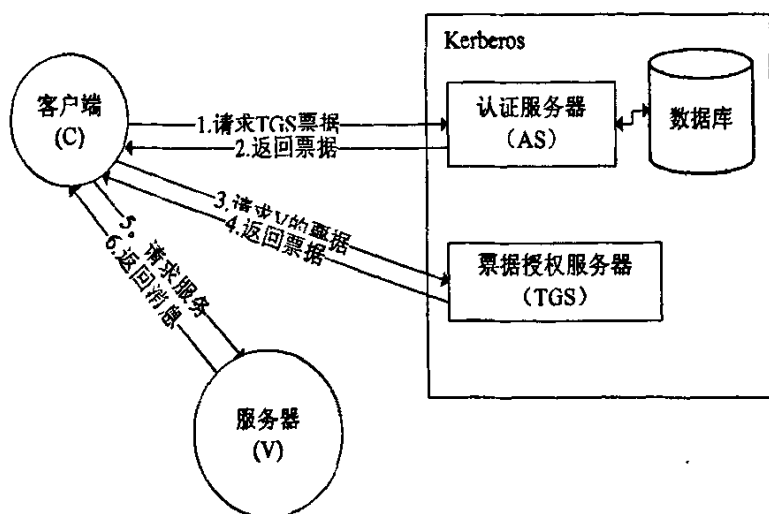 Kerberos
客户端
(C)
认证服务器
(AS)
数据库
1.请求TGS票据
2.返回票据
3.请求V的票据
4.返回票据
票据授权服务器
(TGS)
5。请求服务
6.返回消息
服务器
(V)